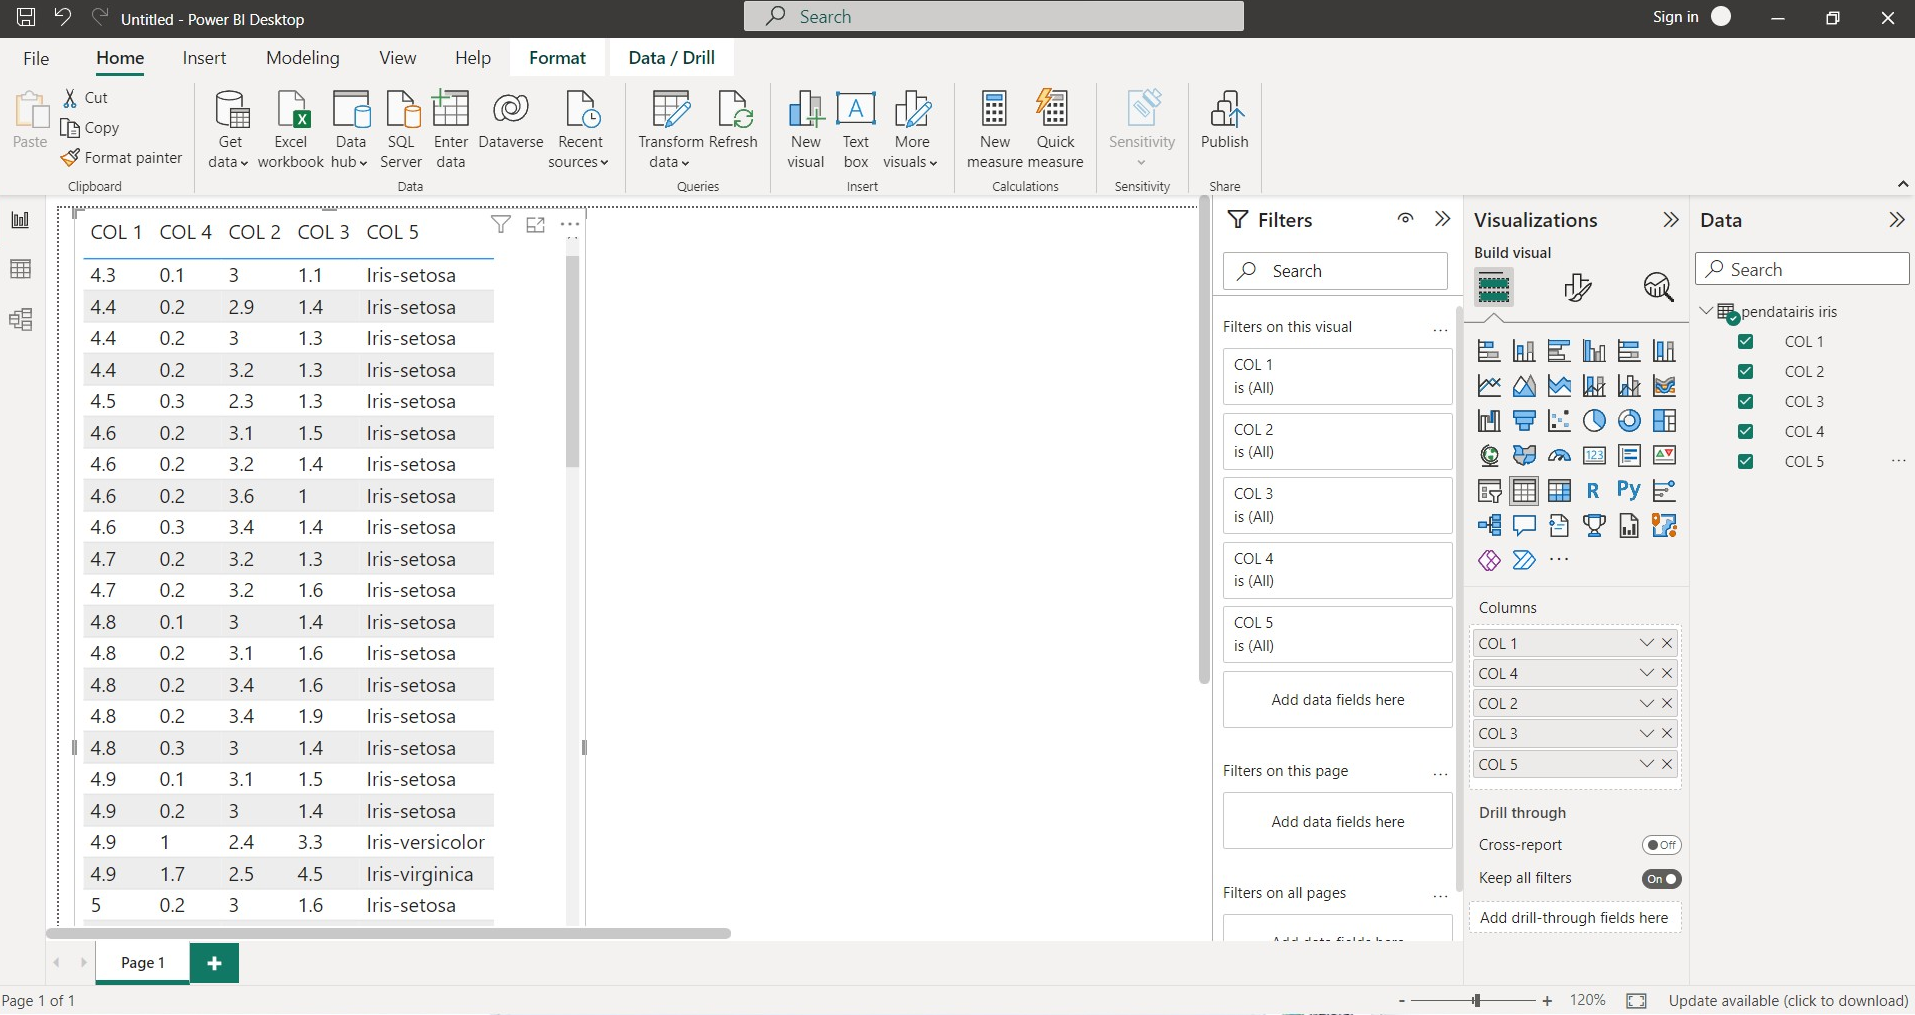 Untitled - Power BI Desktop
Search
Sign in
File Home Insert Modeling View Help Format Data / Drill
Paste
Cut
Copy
Format painter
Clipboard
Get data
Excel workbook
Data hub
SQL Server
Enter data
Dataverse
Recent sources
Data
Transform data
Refresh
Queries
New visual
Text box
More visuals
Insert
New measure
Quick measure
Calculations
Sensitivity
Sensitivity
Publish
Share
COL 1 COL 4 COL 2 COL 3 COL 5
4.3 0.1 3 1.1 Iris-setosa
4.4 0.2 2.9 1.4 Iris-setosa
4.4 0.2 3 1.3 Iris-setosa
4.4 0.2 3.2 1.3 Iris-setosa
4.5 0.3 2.3 1.3 Iris-setosa
4.6 0.2 3.1 1.5 Iris-setosa
4.6 0.2 3.2 1.4 Iris-setosa
4.6 0.2 3.6 1 Iris-setosa
4.6 0.3 3.4 1.4 Iris-setosa
4.7 0.2 3.2 1.3 Iris-setosa
4.7 0.2 3.2 1.6 Iris-setosa
4.8 0.1 3 1.4 Iris-setosa
4.8 0.2 3.1 1.6 Iris-setosa
4.8 0.2 3.4 1.6 Iris-setosa
4.8 0.2 3.4 1.9 Iris-setosa
4.8 0.3 3 1.4 Iris-setosa
4.9 0.1 3.1 1.5 Iris-setosa
4.9 0.2 3 1.4 Iris-setosa
4.9 1 2.4 3.3 Iris-versicolor
4.9 1.7 2.5 4.5 Iris-virginica
5 0.2 3 1.6 Iris-setosa
Filters
Search
Filters on this visual
COL 1
is (All)
COL 2
is (All)
COL 3
is (All)
COL 4
is (All)
COL 5
is (All)
Add data fields here
Filters on this page
Add data fields here
Filters on all pages
Visualizations
Build visual
123
R Py
Columns
COL 1
COL 4
COL 2
COL 3
COL 5
Drill through
Cross-report Off
Keep all filters On
Add drill-through fields here
Data
Search
pendatairis iris
COL 1
COL 2
COL 3
COL 4
COL 5
Page 1
Page 1 of 1
- + 120%
Update available (click to download)